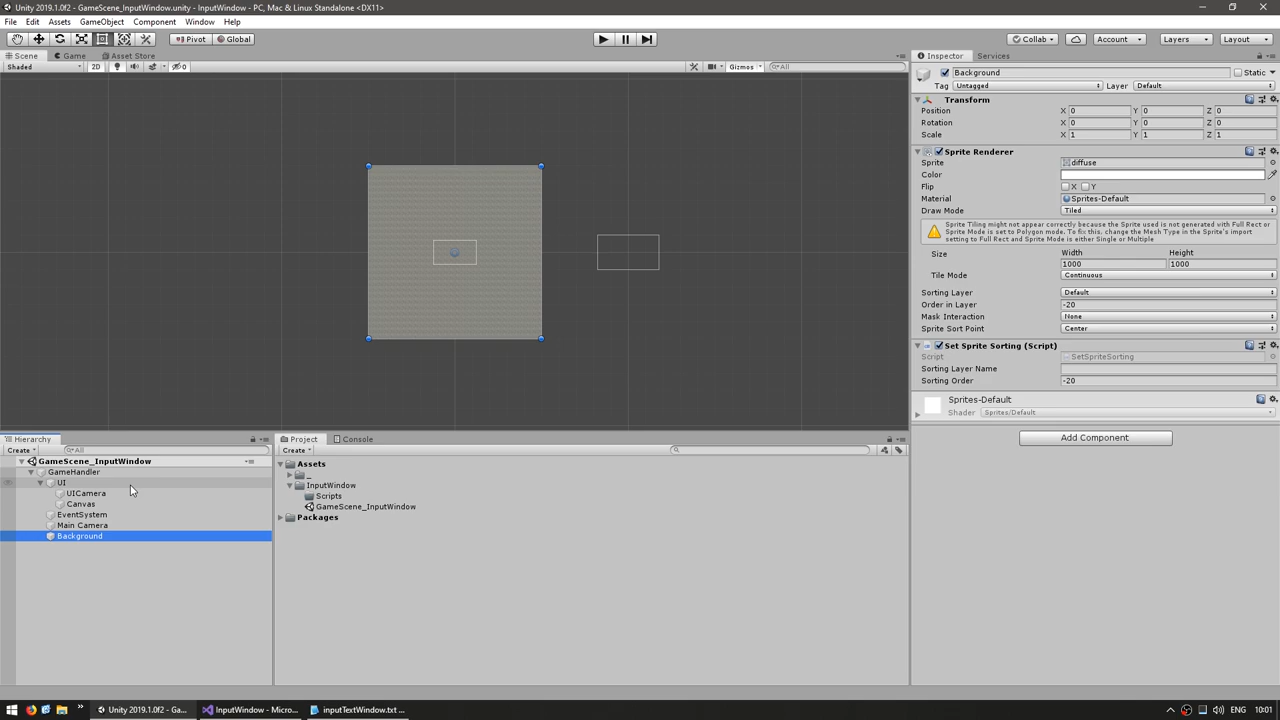 Unity 2019.1.0f2 - GameScene_InputWindow.unity - InputWindow - PC, Mac & Linux Standalone <DX11>
File Edit Assets GameObject Component Window Help
Pivot Global Collab Account Layers Layout
Scene Game Asset Store
Shaded 2D 0 Gizmos All
Inspector Services
Background Static
Tag Untagged Layer Default
Transform
Position X 0 Y 0 Z 0
Rotation X 0 Y 0 Z 0
Scale X 1 Y 1 Z 1
Sprite Renderer
Sprite diffuse
Color
Flip X Y
Material Sprites-Default
Draw Mode Tiled
Sprite Tiling might not appear correctly because the Sprite used is not generated with Full Rect or
Sprite Mode is set to Polygon mode. To fix this, change the Mesh Type in the Sprite's import
setting to Full Rect and Sprite Mode is either Single or Multiple
Size Width Height
1000 1000
Tile Mode Continuous
Sorting Layer Default
Order in Layer -20
Mask Interaction None
Sprite Sort Point Center
Set Sprite Sorting (Script)
Script SetSpriteSorting
Sorting Layer Name
Sorting Order -20
Sprites-Default
Shader Sprites/Default
Add Component
Hierarchy
Create All
GameScene_InputWindow
GameHandler
UI
UICamera
Canvas
EventSystem
Main Camera
Background
Project Console
Create
Assets
_
InputWindow
Scripts
GameScene_InputWindow
Packages
Unity 2019.1.0f2 - Ga...
InputWindow - Micro...
inputTextWindow.txt ...
ENG 10:01